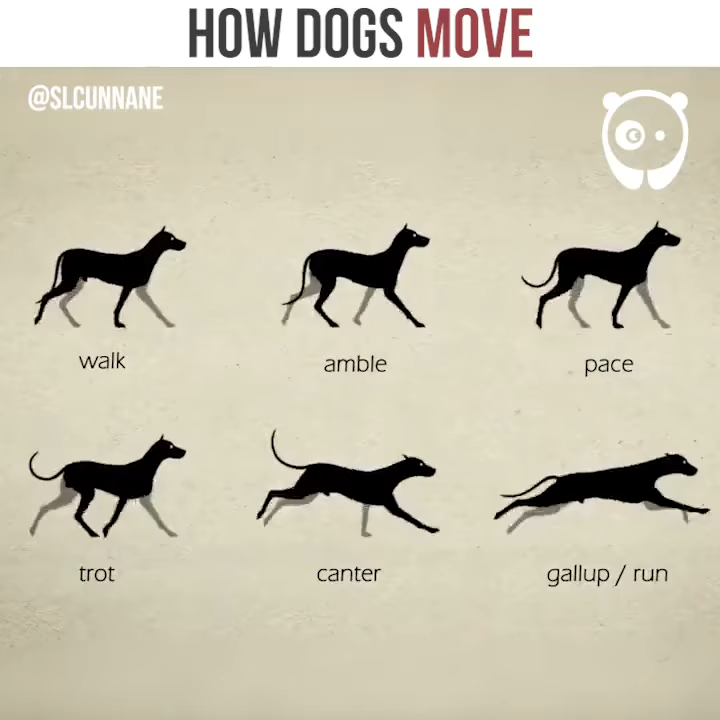 HOW DOGS MOVE
@SLCUNNANE
walk
amble
pace
trot
canter
gallup / run